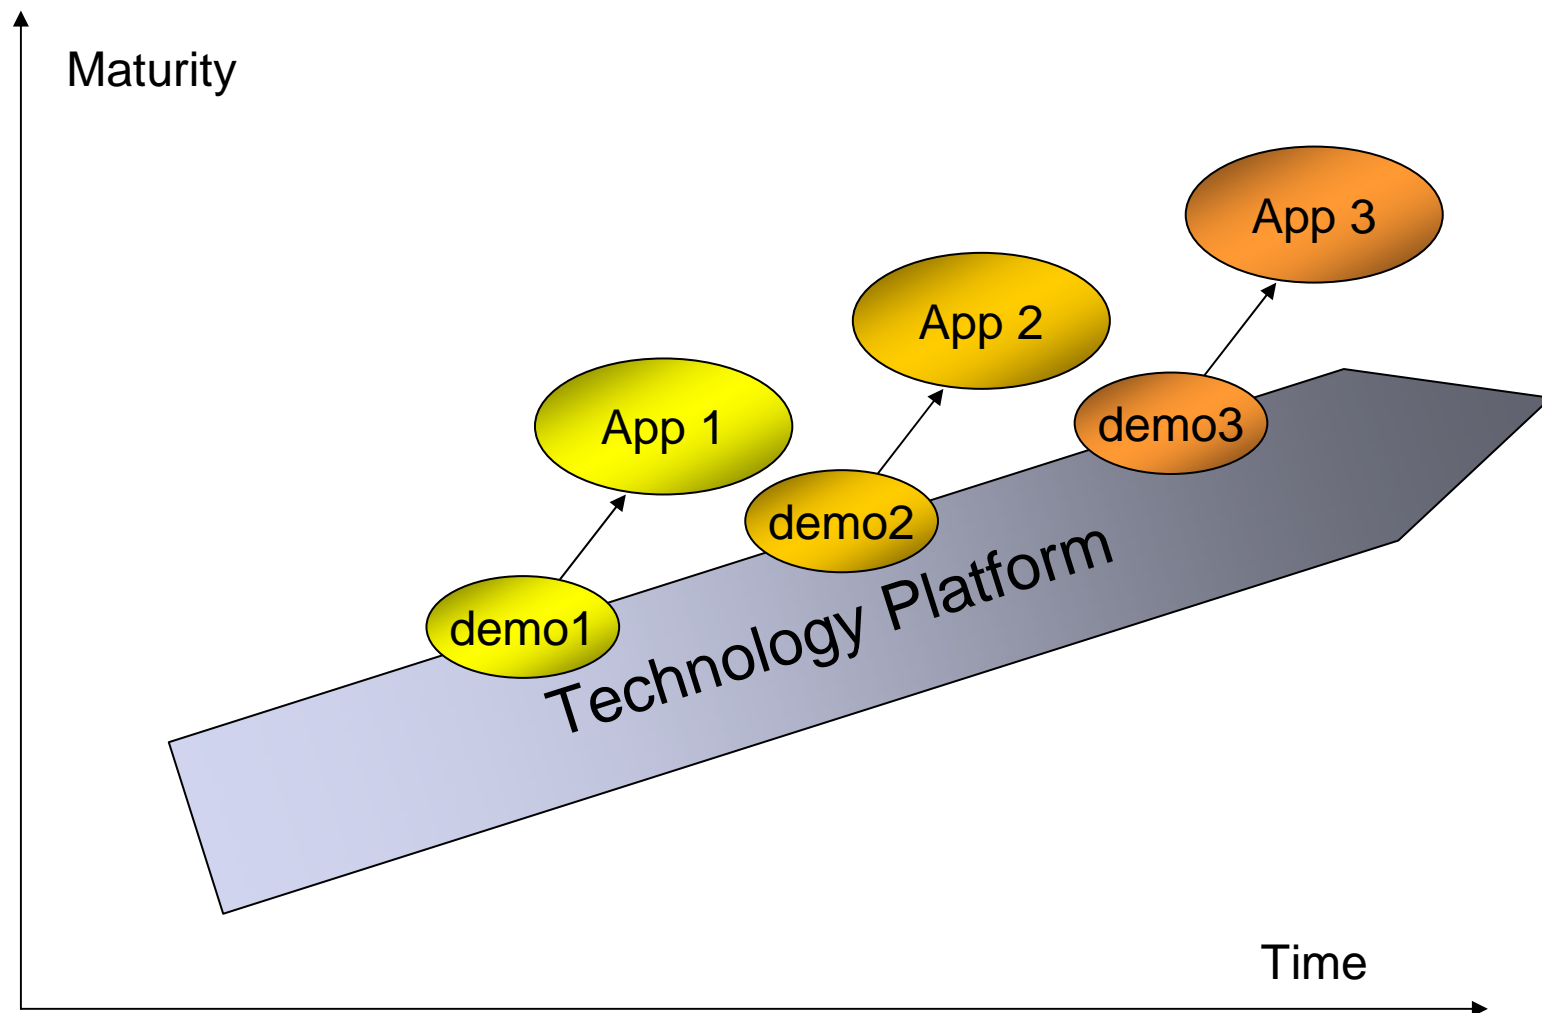 Maturity
App 3
App 2
App 1
demo3
demo2
demo1
Technology Platform
Time